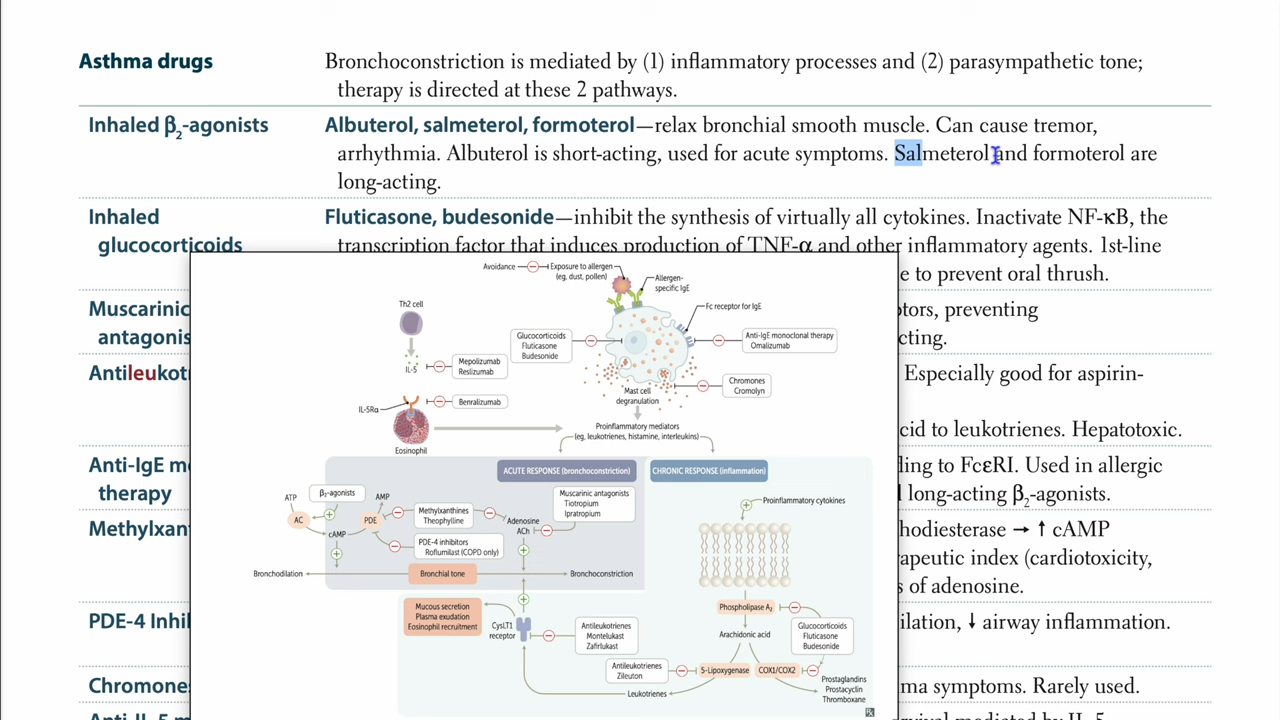 Asthma drugs
Bronchoconstriction is mediated by (1) inflammatory processes and (2) parasympathetic tone;
therapy is directed at these 2 pathways.
Inhaled β2-agonists
Albuterol, salmeterol, formoterol—relax bronchial smooth muscle. Can cause tremor,
arrhythmia. Albuterol is short-acting, used for acute symptoms. Salmeterol and formoterol are
long-acting.
Inhaled
glucocorticoids
Fluticasone, budesonide—inhibit the synthesis of virtually all cytokines. Inactivate NF-κB, the
transcription factor that induces production of TNF-α and other inflammatory agents. 1st-line
e to prevent oral thrush.
Muscarinic
antagonis
ptors, preventing
cting.
Antileukot
Especially good for aspirin-
cid to leukotrienes. Hepatotoxic.
Anti-IgE m
therapy
ling to FcεRI. Used in allergic
long-acting β2-agonists.
Methylxan
hodiesterase → ↑ cAMP
rapeutic index (cardiotoxicity,
s of adenosine.
PDE-4 Inhi
ilation, ↓ airway inflammation.
Chromones
ma symptoms. Rarely used.
Avoidance
Exposure to allergen
(eg, dust, pollen)
Allergen-
specific IgE
Th2 cell
Fc receptor for IgE
Glucocorticoids
Fluticasone
Budesonide
Anti-IgE monoclonal therapy
Omalizumab
IL-5
Mepolizumab
Reslizumab
Chromones
Cromolyn
Mast cell
degranulation
IL-5Rα
Benralizumab
Eosinophil
Proinflammatory mediators
(eg, leukotrienes, histamine, interleukins)
ACUTE RESPONSE (bronchoconstriction)
CHRONIC RESPONSE (inflammation)
ATP
β2-agonists
AMP
AC
PDE
cAMP
Methylxanthines
Theophylline
PDE-4 inhibitors
Roflumilast (COPD only)
Adenosine
ACh
Muscarinic antagonists
Tiotropium
Ipratropium
Proinflammatory cytokines
Bronchodilation
Bronchial tone
Bronchoconstriction
Mucous secretion
Plasma exudation
Eosinophil recruitment
CysLT1
receptor
Antileukotrienes
Montelukast
Zafirlukast
Phospholipase A2
Arachidonic acid
Glucocorticoids
Fluticasone
Budesonide
Antileukotrienes
Zileuton
5-Lipoxygenase
COX1/COX2
Leukotrienes
Prostaglandins
Prostacyclin
Thromboxane